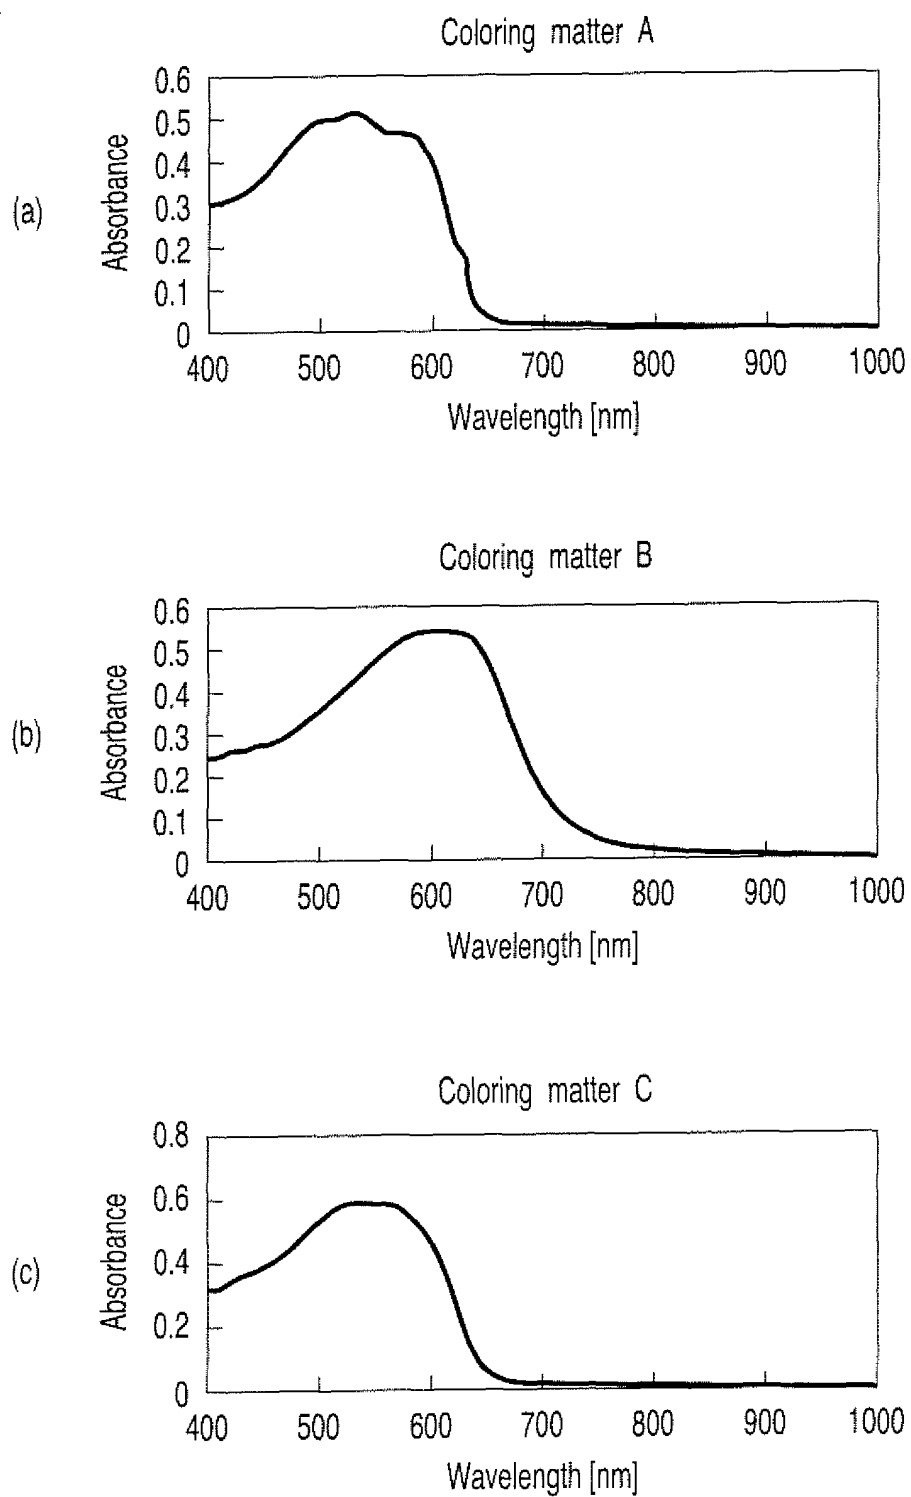 Coloring matter A
(a)
Absorbance
0.6
0.5
0.4
0.3
0.2
0.1
0
400 500 600 700 800 900 1000
Wavelength [nm]
Coloring matter B
(b)
Absorbance
0.6
0.5
0.4
0.3
0.2
0.1
0
400 500 600 700 800 900 1000
Wavelength [nm]
Coloring matter C
(c)
Absorbance
0.8
0.6
0.4
0.2
0
400 500 600 700 800 900 1000
Wavelength [nm]